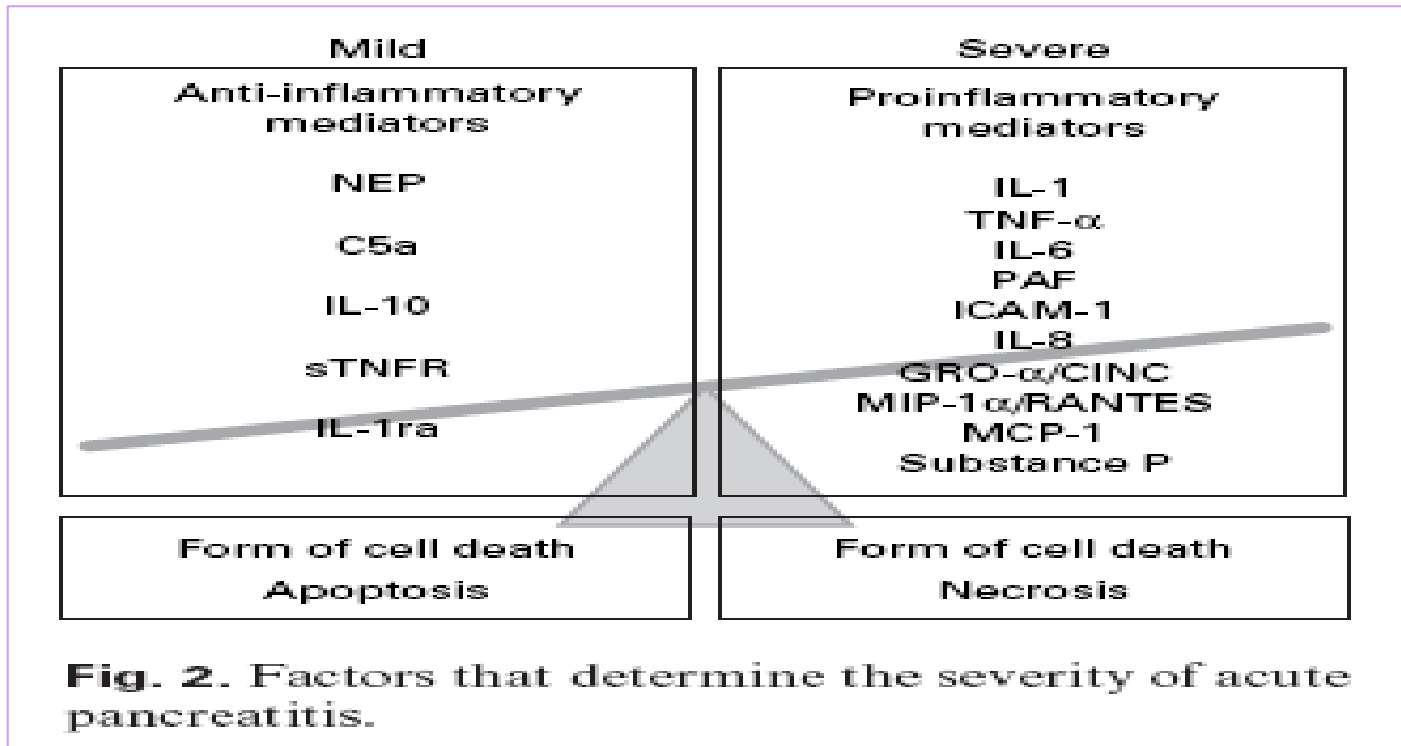 Mild
Anti-inflammatory
mediators
NEP
C5a
IL-10
sTNFR
IL-1ra
Severe
Proinflammatory
mediators
IL-1
TNF-α
IL-6
PAF
ICAM-1
IL-8
GRO-α/CINC
MIP-1α/RANTES
MCP-1
Substance P
Form of cell death
Apoptosis
Form of cell death
Necrosis
Fig. 2. Factors that determine the severity of acute
pancreatitis.